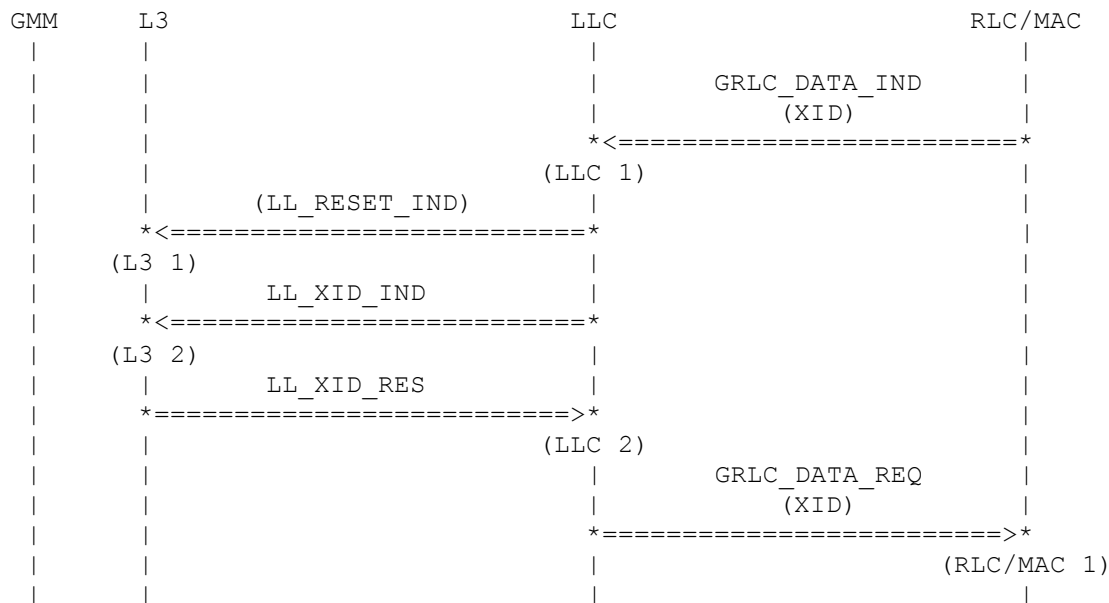 GMM L3 LLC RLC/MAC
GRLC_DATA_IND
(XID)
(LLC 1)
(LL_RESET_IND)
(L3 1)
LL_XID_IND
(L3 2)
LL_XID_RES
(LLC 2)
GRLC_DATA_REQ
(XID)
(RLC/MAC 1)